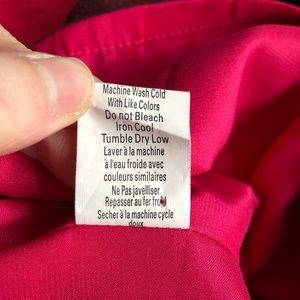 Machine Wash Cold
With Like Colors
Do not Bleach
Iron Cool
Tumble Dry Low
Laver à la machine
à l'eau froide avec
couleurs similaires
Ne Pas javelliser
Repasser au fer froid
Secher à la machine cycle
doux